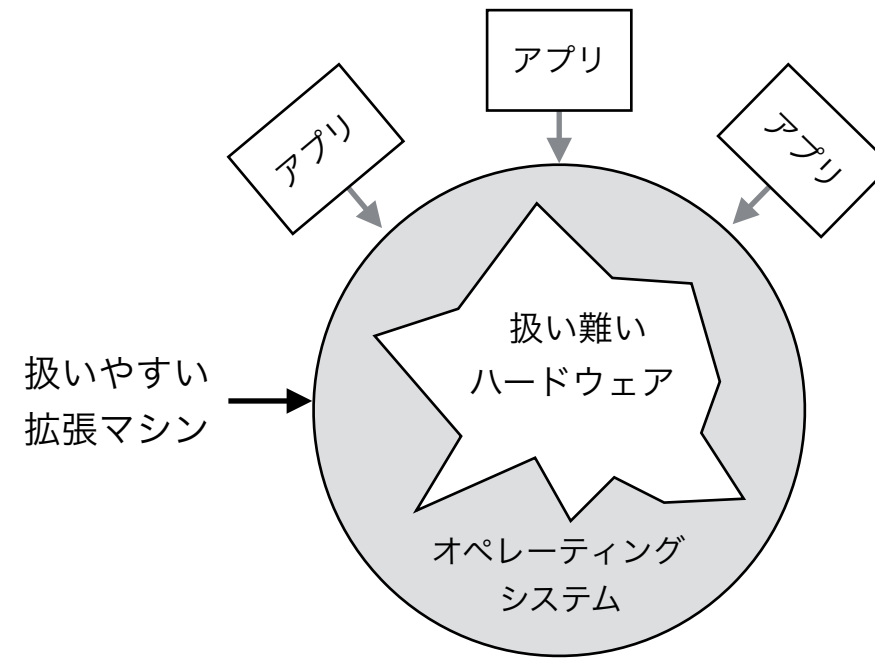 アプリ
アプリ
アプリ
扱い難い
ハードウェア
扱いやすい
拡張マシン
オペレーティング
システム